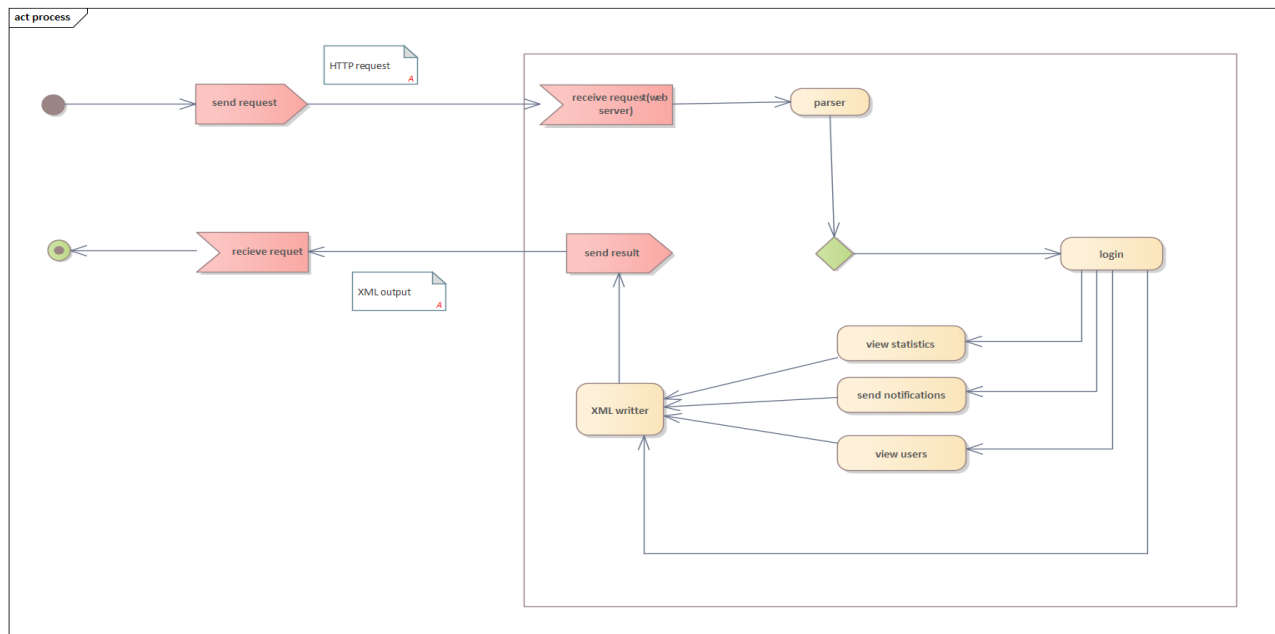 act process
HTTP request
A
send request
receive request(web
server)
parser
recieve requet
send result
login
XML output
A
view statistics
send notifications
XML writter
view users